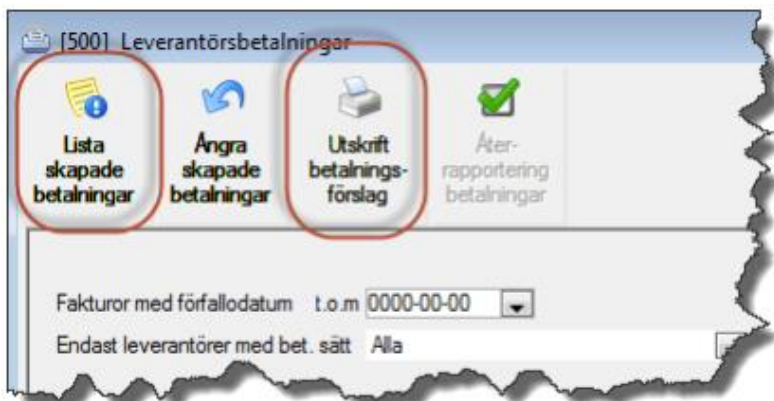 [500] Leverantörsbetalningar
Lista
skapade
betalningar
Ångra
skapade
betalningar
Utskrift
betalnings-
förslag
Åter-
rapportering
betalningar
Fakturor med förfallodatum t.o.m 0000-00-00
Endast leverantörer med bet. sätt Alla